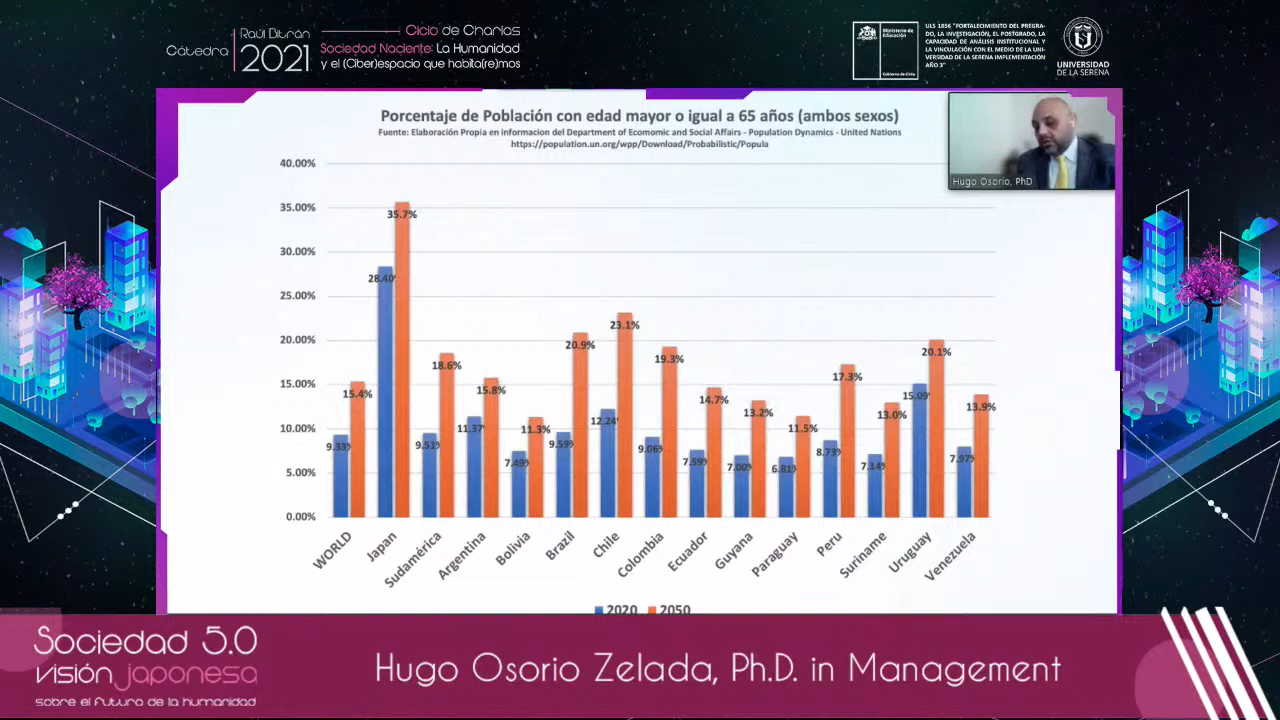 Cátedra
Raúl Bitrán
2021
Ciclo de Charlas
Sociedad Naciente: La Humanidad
y el (Ciber)espacio que habita(re)mos
Ministerio de
Educación
Gobierno de Chile
ULS 1856 "FORTALECIMIENTO DEL PREGRA-
DO, LA INVESTIGACIÓN, EL POSTGRADO, LA
CAPACIDAD DE ANÁLISIS INSTITUCIONAL Y
LA VINCULACIÓN CON EL MEDIO DE LA UNI-
VERSIDAD DE LA SERENA IMPLEMENTACIÓN
AÑO 3"
UNIVERSIDAD
DE LA SERENA
Porcentaje de Población con edad mayor o igual a 65 años (ambos sexos)
Fuente: Elaboración Propia en informacion del Department of Economic and Social Affairs - Population Dynamics - United Nations
https://population.un.org/wpp/Download/Probabilistic/Popula
Hugo Osorio, PhD
40.00%
35.00%
30.00%
25.00%
20.00%
15.00%
10.00%
5.00%
0.00%
9.33%
15.4%
28.40%
35.7%
9.51%
18.6%
11.37%
15.8%
7.49%
11.3%
9.59%
20.9%
12.24%
23.1%
9.06%
19.3%
7.59%
14.7%
7.00%
13.2%
6.81%
11.5%
8.73%
17.3%
7.14%
13.0%
15.09%
20.1%
7.97%
13.9%
WORLD
Japan
Sudamérica
Argentina
Bolivia
Brazil
Chile
Colombia
Ecuador
Guyana
Paraguay
Peru
Suriname
Uruguay
Venezuela
2020
2050
Sociedad 5.0
visión japonesa
sobre el futuro de la humanidad
Hugo Osorio Zelada, Ph.D. in Management